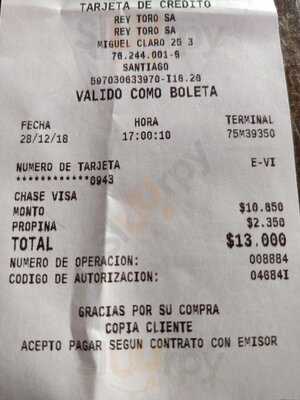 TARJETA DE CREDITO
REY TORO SA
REY TORO SA
MIGUEL CLARO 25 3
76.244.001-6
SANTIAGO
597030633970-I16.20
VALIDO COMO BOLETA
FECHA HORA TERMINAL
28/12/18 17:00:10 75M39350
NUMERO DE TARJETA E-VI
************0943
CHASE VISA
MONTO $10.650
PROPINA $2.350
TOTAL $13.000
NUMERO DE OPERACION: 008884
CODIGO DE AUTORIZACION: 04684I
GRACIAS POR SU COMPRA
COPIA CLIENTE
ACEPTO PAGAR SEGUN CONTRATO CON EMISOR